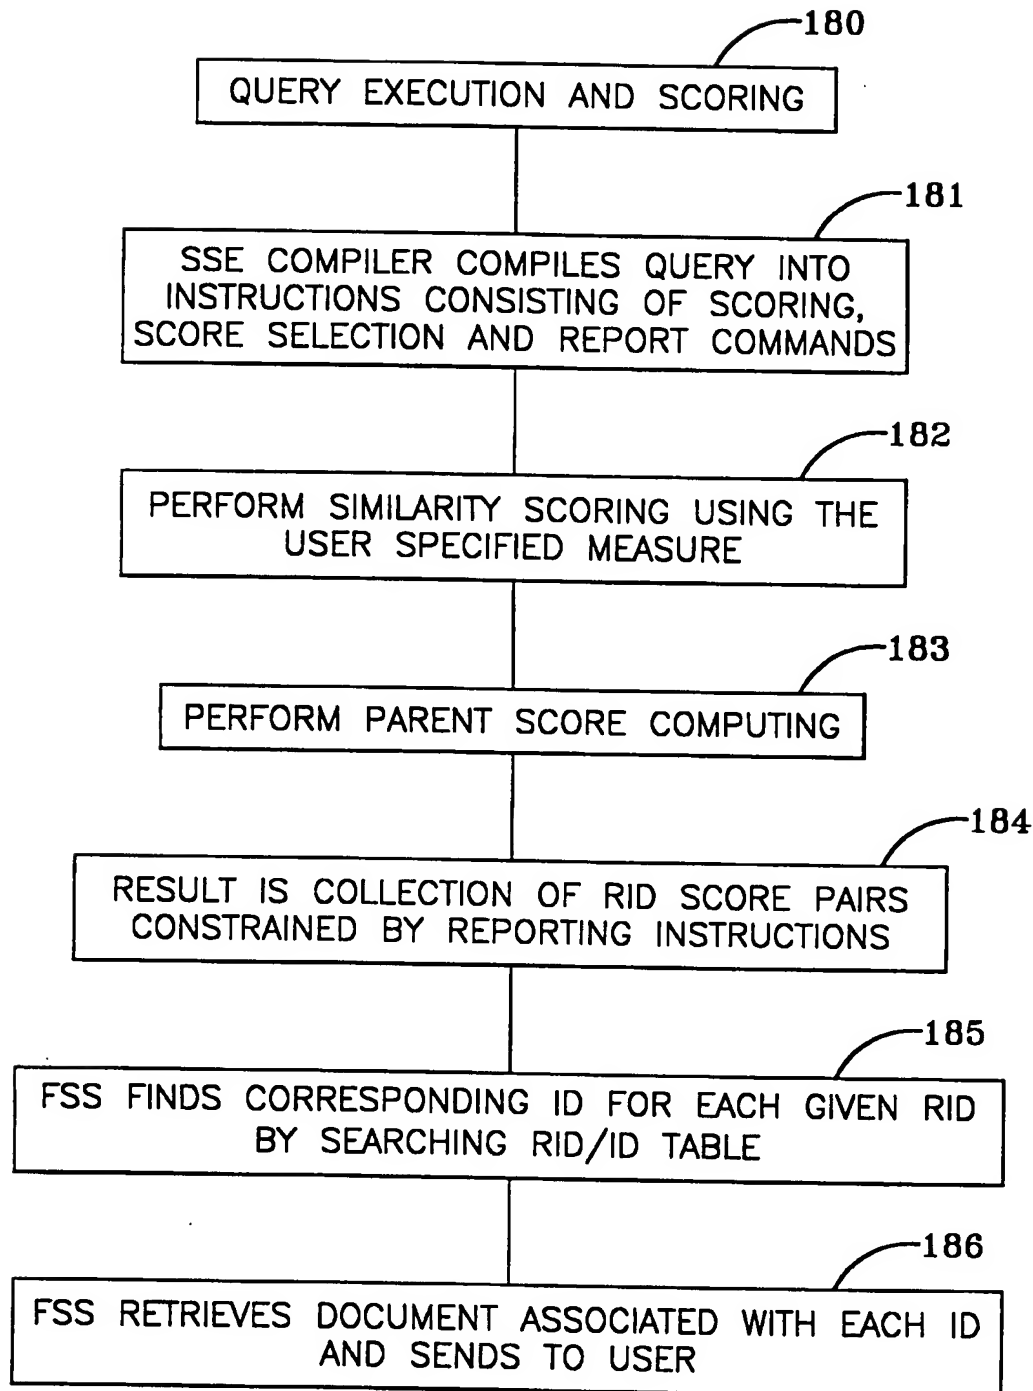 180
QUERY EXECUTION AND SCORING
181
SSE COMPILER COMPILES QUERY INTO
INSTRUCTIONS CONSISTING OF SCORING,
SCORE SELECTION AND REPORT COMMANDS
182
PERFORM SIMILARITY SCORING USING THE
USER SPECIFIED MEASURE
183
PERFORM PARENT SCORE COMPUTING
184
RESULT IS COLLECTION OF RID SCORE PAIRS
CONSTRAINED BY REPORTING INSTRUCTIONS
185
FSS FINDS CORRESPONDING ID FOR EACH GIVEN RID
BY SEARCHING RID/ID TABLE
186
FSS RETRIEVES DOCUMENT ASSOCIATED WITH EACH ID
AND SENDS TO USER